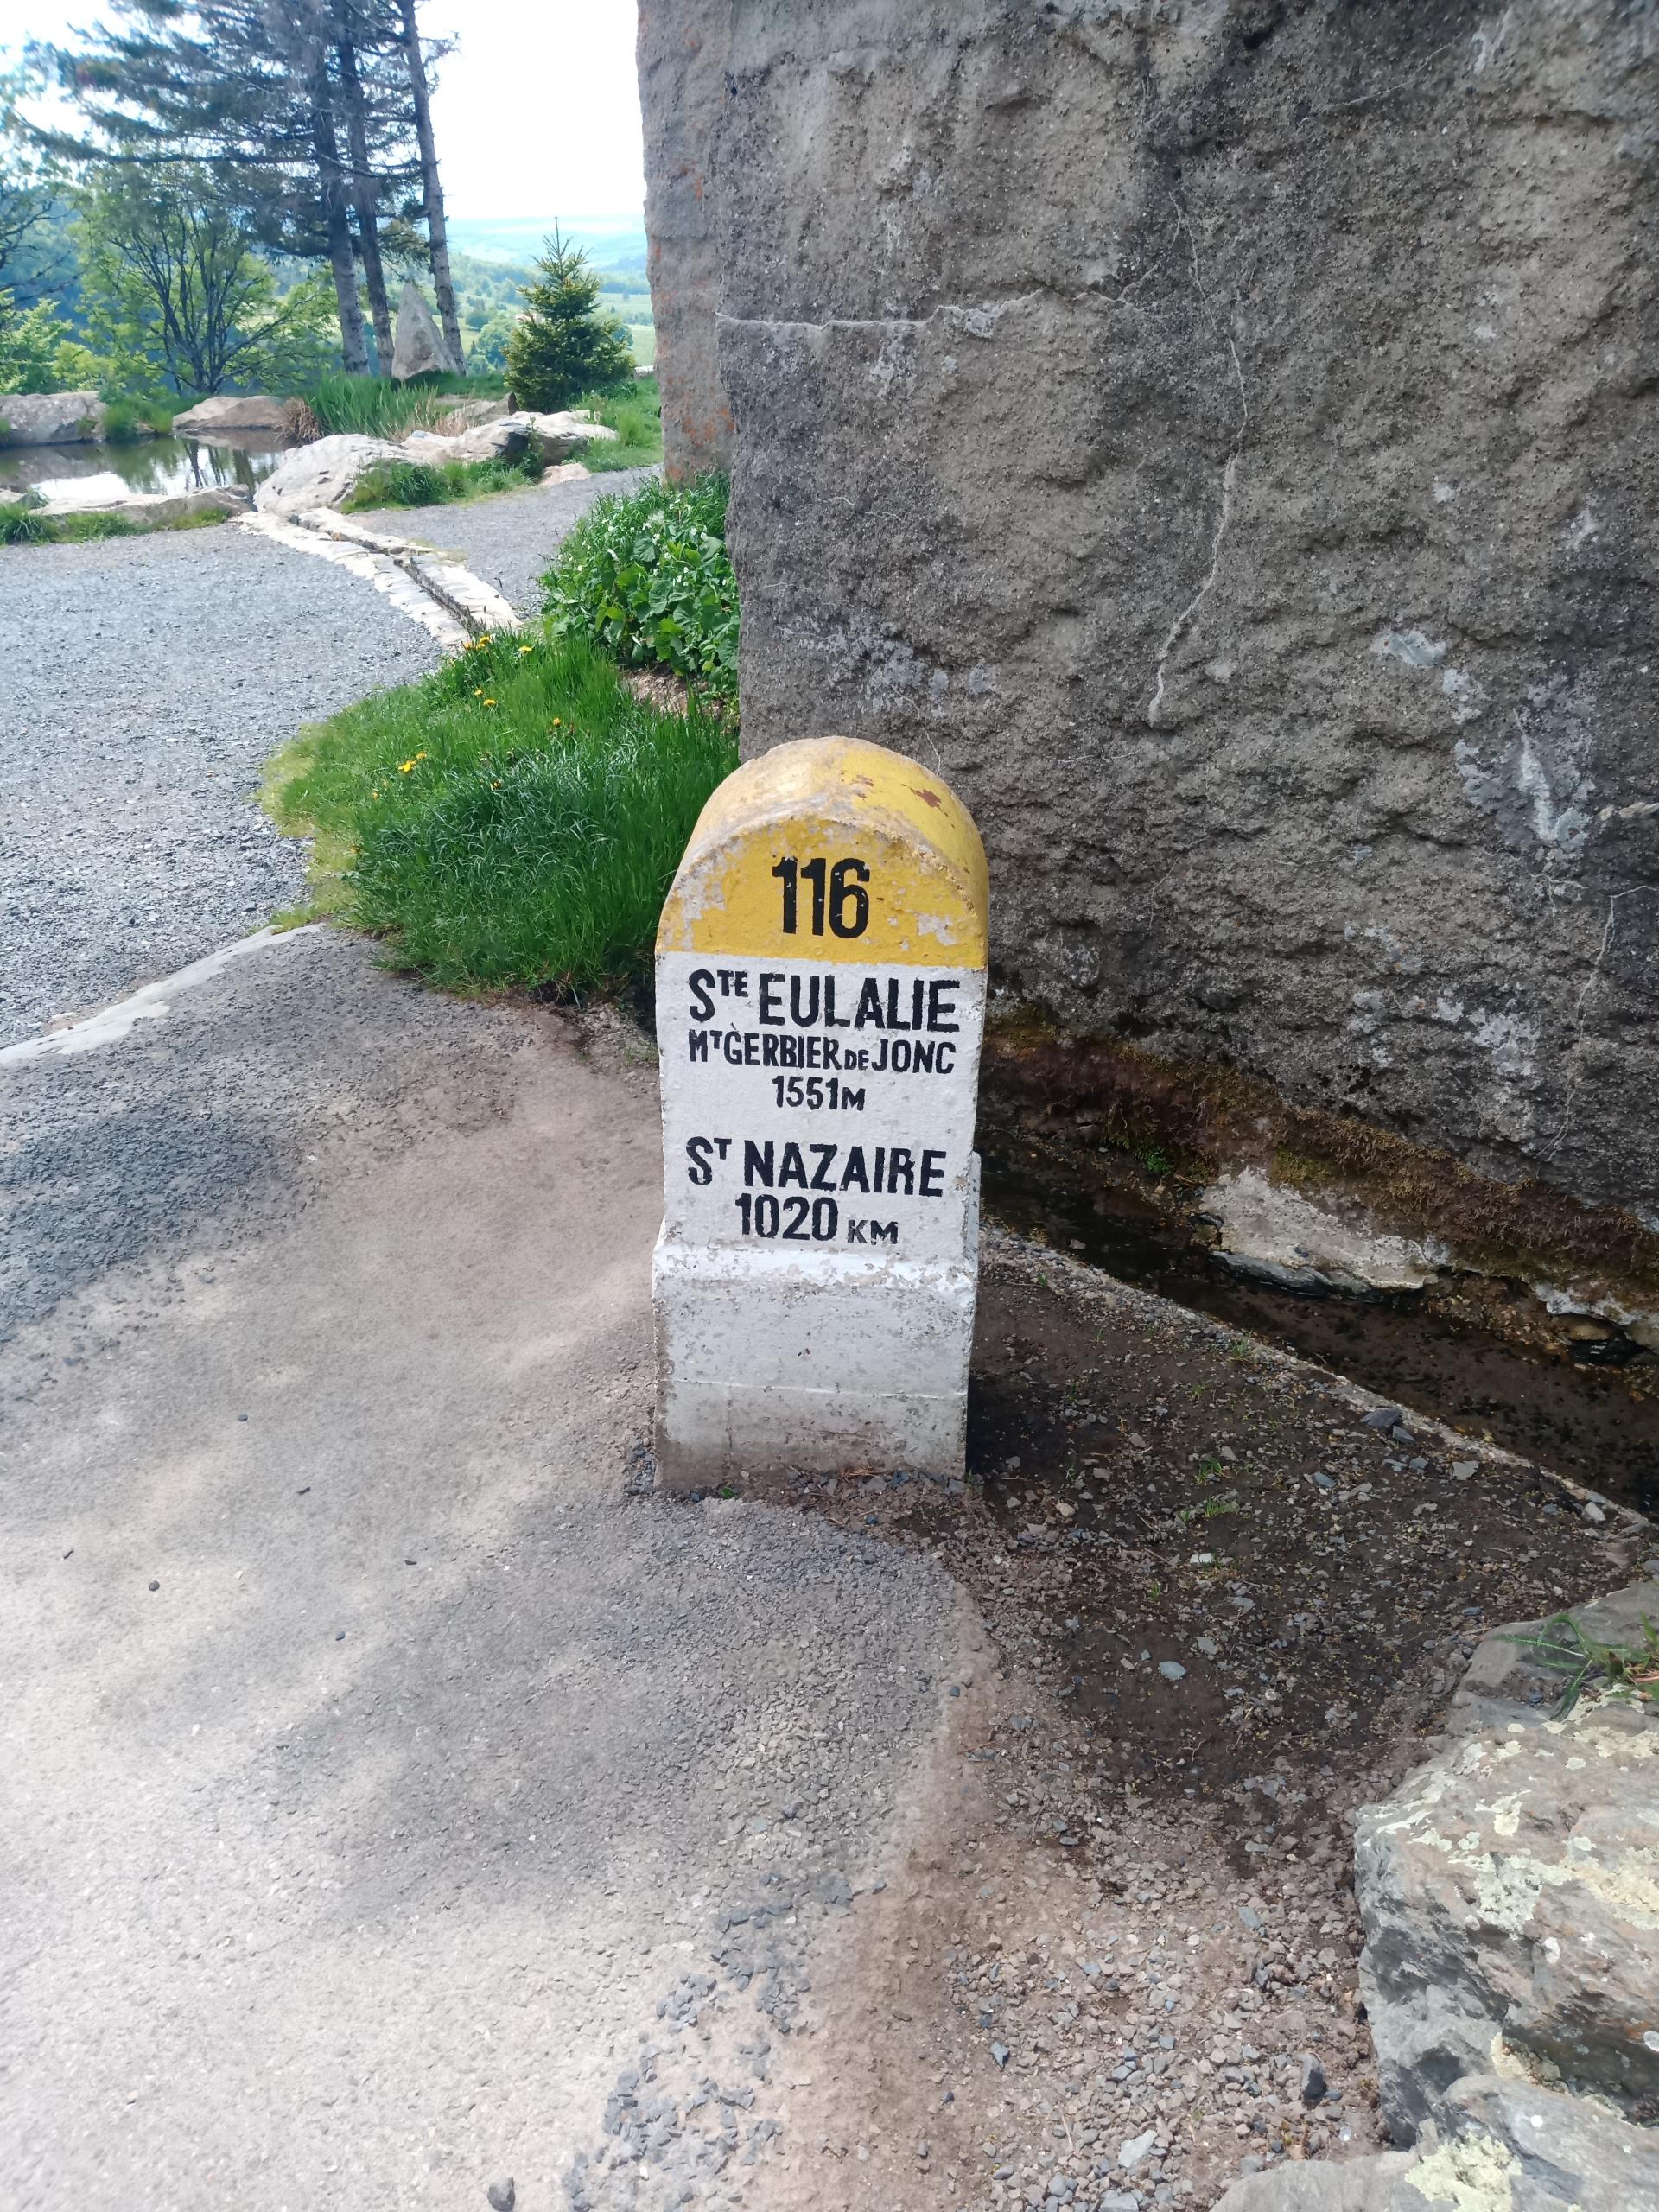 116
STE EULALIE
MT GERBIER DE JONC
1551M
ST NAZAIRE
1020 KM